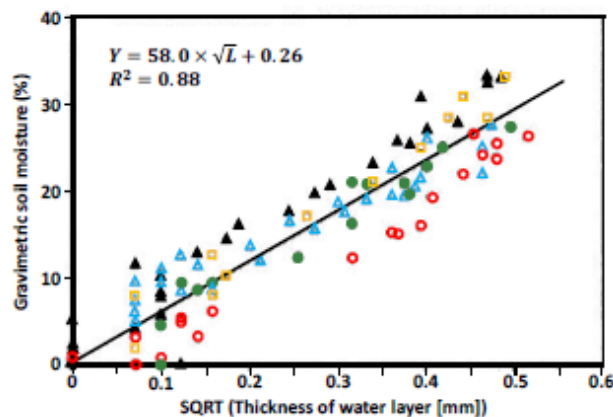 40
Y = 58.0 × √L + 0.26
R² = 0.88
30
20
10
0
Gravimetric soil moisture (%)
0 0.1 0.2 0.3 0.4 0.5 0.6
SQRT (Thickness of water layer [mm])